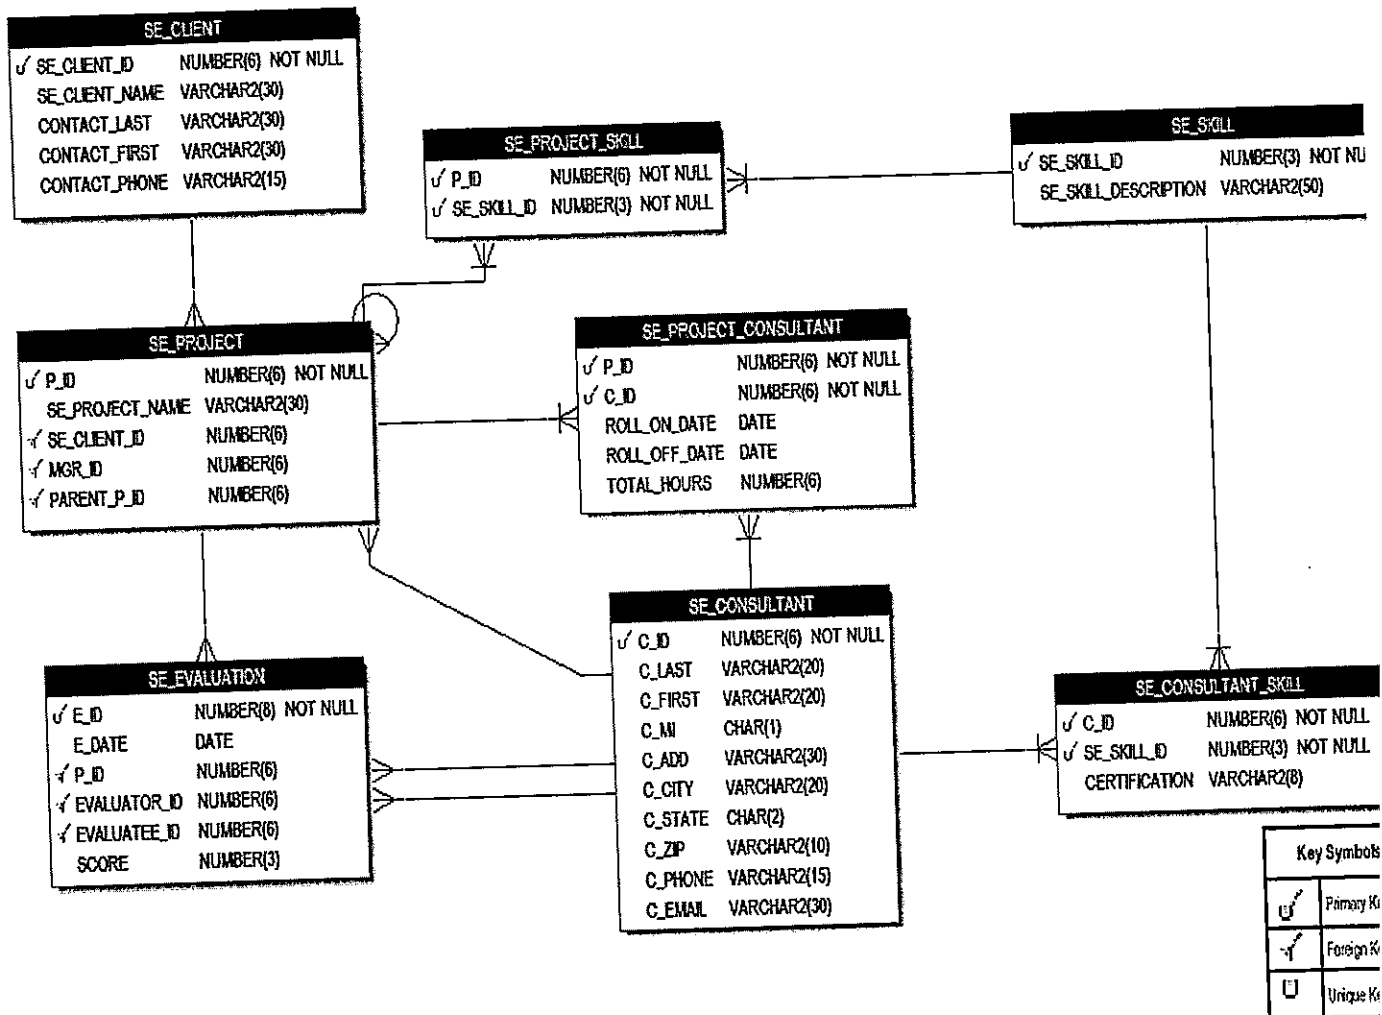 SE_CLIENT
SE_CLIENT_ID NUMBER(6) NOT NULL
SE_CLIENT_NAME VARCHAR2(30)
CONTACT_LAST VARCHAR2(30)
CONTACT_FIRST VARCHAR2(30)
CONTACT_PHONE VARCHAR2(15)
SE_PROJECT_SKILL
P_ID NUMBER(6) NOT NULL
SE_SKILL_ID NUMBER(3) NOT NULL
SE_SKILL
SE_SKILL_ID NUMBER(3) NOT NU
SE_SKILL_DESCRIPTION VARCHAR2(50)
SE_PROJECT
P_ID NUMBER(6) NOT NULL
SE_PROJECT_NAME VARCHAR2(30)
SE_CLIENT_ID NUMBER(6)
MGR_ID NUMBER(6)
PARENT_P_ID NUMBER(6)
SE_PROJECT_CONSULTANT
P_ID NUMBER(6) NOT NULL
C_ID NUMBER(6) NOT NULL
ROLL_ON_DATE DATE
ROLL_OFF_DATE DATE
TOTAL_HOURS NUMBER(6)
SE_EVALUATION
E_ID NUMBER(8) NOT NULL
E_DATE DATE
P_ID NUMBER(6)
EVALUATOR_ID NUMBER(6)
EVALUATEE_ID NUMBER(6)
SCORE NUMBER(3)
SE_CONSULTANT
C_ID NUMBER(6) NOT NULL
C_LAST VARCHAR2(20)
C_FIRST VARCHAR2(20)
C_MI CHAR(1)
C_ADD VARCHAR2(30)
C_CITY VARCHAR2(20)
C_STATE CHAR(2)
C_ZIP VARCHAR2(10)
C_PHONE VARCHAR2(15)
C_EMAIL VARCHAR2(30)
SE_CONSULTANT_SKILL
C_ID NUMBER(6) NOT NULL
SE_SKILL_ID NUMBER(3) NOT NULL
CERTIFICATION VARCHAR2(8)
Key Symbols
Primary K
Foreign K
Unique K